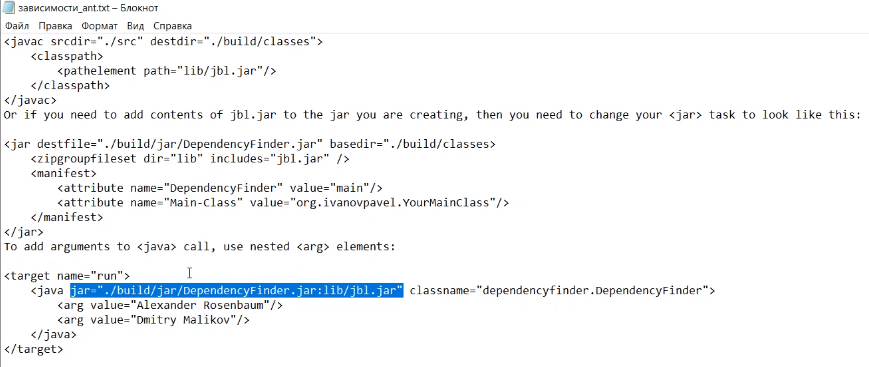 зависимости_ant.txt – Блокнот
Файл Правка Формат Вид Справка
<javac srcdir="./src" destdir="./build/classes">
    <classpath>
        <pathelement path="lib/jbl.jar"/>
    </classpath>
</javac>
Or if you need to add contents of jbl.jar to the jar you are creating, then you need to change your <jar> task to look like this:

<jar destfile="./build/jar/DependencyFinder.jar" basedir="./build/classes>
    <zipgroupfileset dir="lib" includes="jbl.jar" />
    <manifest>
        <attribute name="DependencyFinder" value="main"/>
        <attribute name="Main-Class" value="org.ivanovpavel.YourMainClass"/>
    </manifest>
</jar>
To add arguments to <java> call, use nested <arg> elements:

<target name="run">
    <java jar="./build/jar/DependencyFinder.jar:lib/jbl.jar" classname="dependencyfinder.DependencyFinder">
        <arg value="Alexander Rosenbaum"/>
        <arg value="Dmitry Malikov"/>
    </java>
</target>